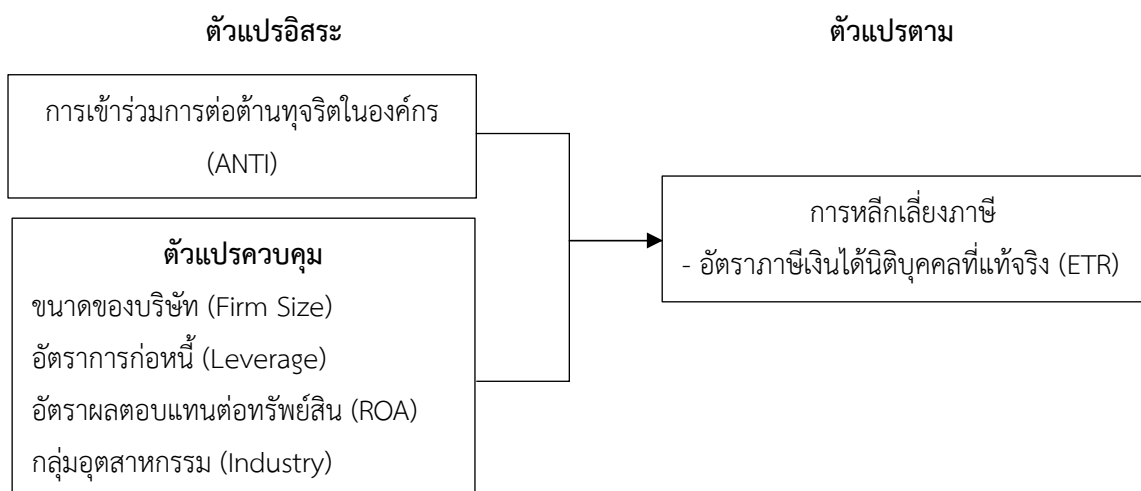 ตัวแปรอิสระ
ตัวแปรตาม
การเข้าร่วมการต่อต้านทุจริตในองค์กร
(ANTI)
ตัวแปรควบคุม
ขนาดของบริษัท (Firm Size)
อัตราการก่อหนี้ (Leverage)
อัตราผลตอบแทนต่อทรัพย์สิน (ROA)
กลุ่มอุตสาหกรรม (Industry)
การหลีกเลี่ยงภาษี
- อัตราภาษีเงินได้นิติบุคคลที่แท้จริง (ETR)